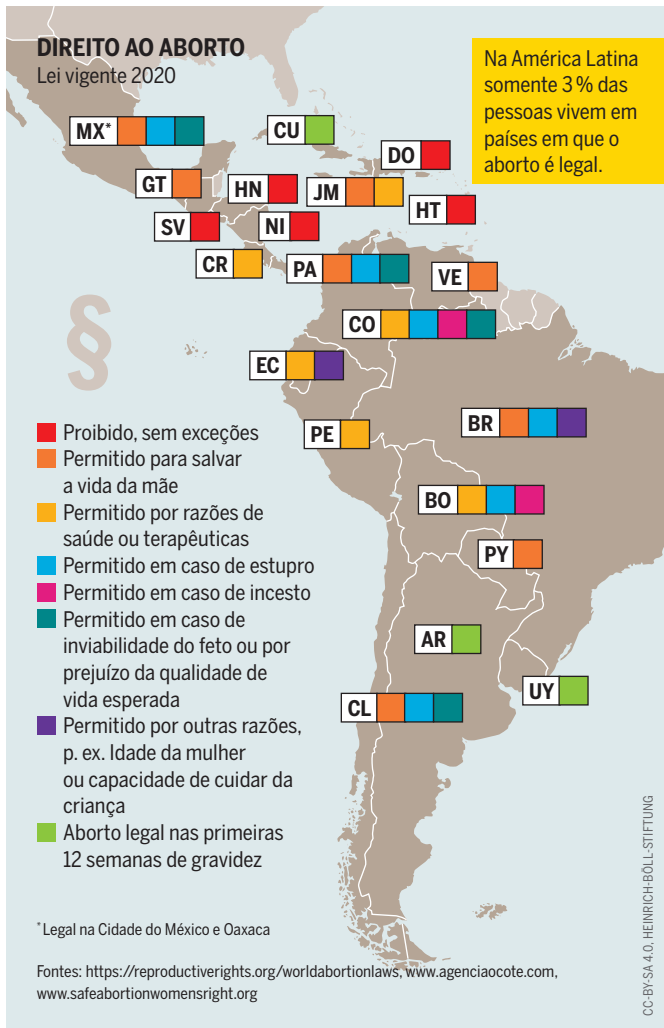 DIREITO AO ABORTO
Lei vigente 2020
Na América Latina
somente 3 % das
pessoas vivem em
países em que o
aborto é legal.
MX*
CU
DO
GT
HN
JM
HT
SV
NI
CR
PA
VE
CO
§
EC
PE
BR
BO
PY
AR
UY
CL
Proibido, sem exceções
Permitido para salvar
a vida da mãe
Permitido por razões de
saúde ou terapêuticas
Permitido em caso de estupro
Permitido em caso de incesto
Permitido em caso de
inviabilidade do feto ou por
prejuízo da qualidade de
vida esperada
Permitido por outras razões,
p. ex. Idade da mulher
ou capacidade de cuidar da
criança
Aborto legal nas primeiras
12 semanas de gravidez
*Legal na Cidade do México e Oaxaca
Fontes: https://reproductiverights.org/worldabortionlaws, www.agenciaocote.com,
www.safeabortionwomensright.org
CC-BY-SA 4.0, HEINRICH-BÖLL-STIFTUNG